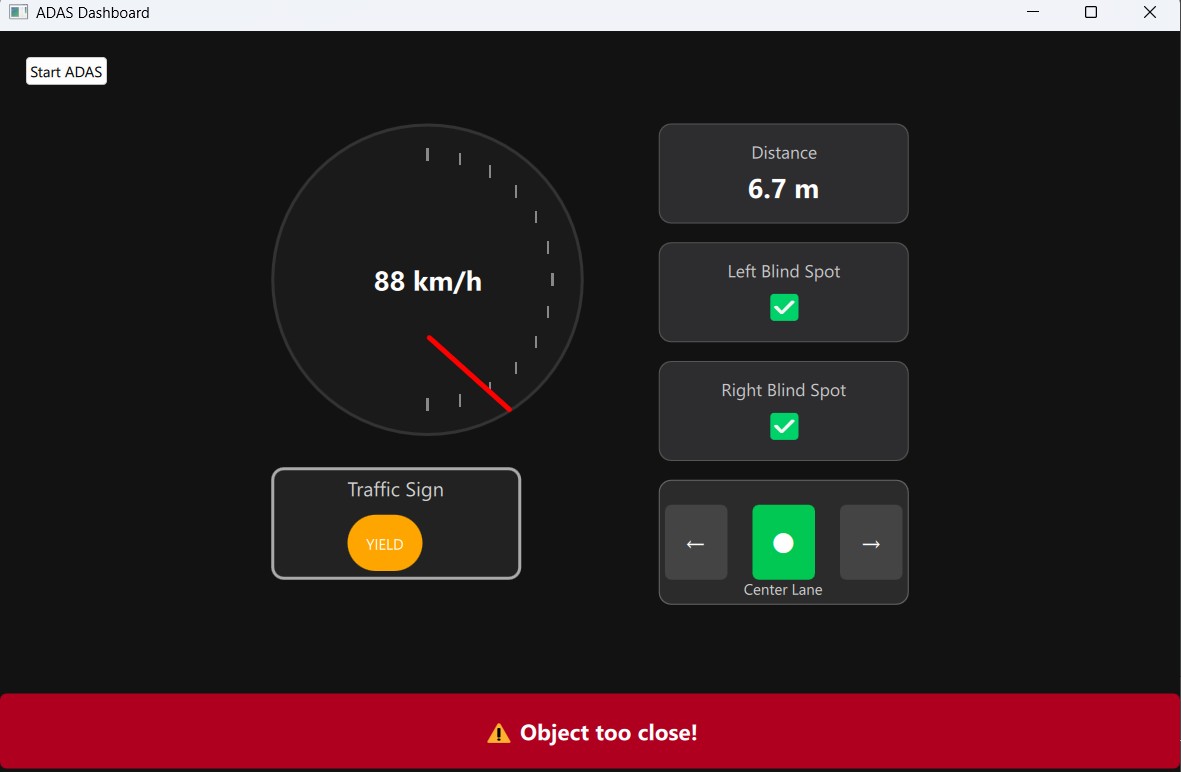 ADAS Dashboard
Start ADAS
88 km/h
Distance
6.7 m
Left Blind Spot
Right Blind Spot
Traffic Sign
YIELD
←
→
Center Lane
Object too close!